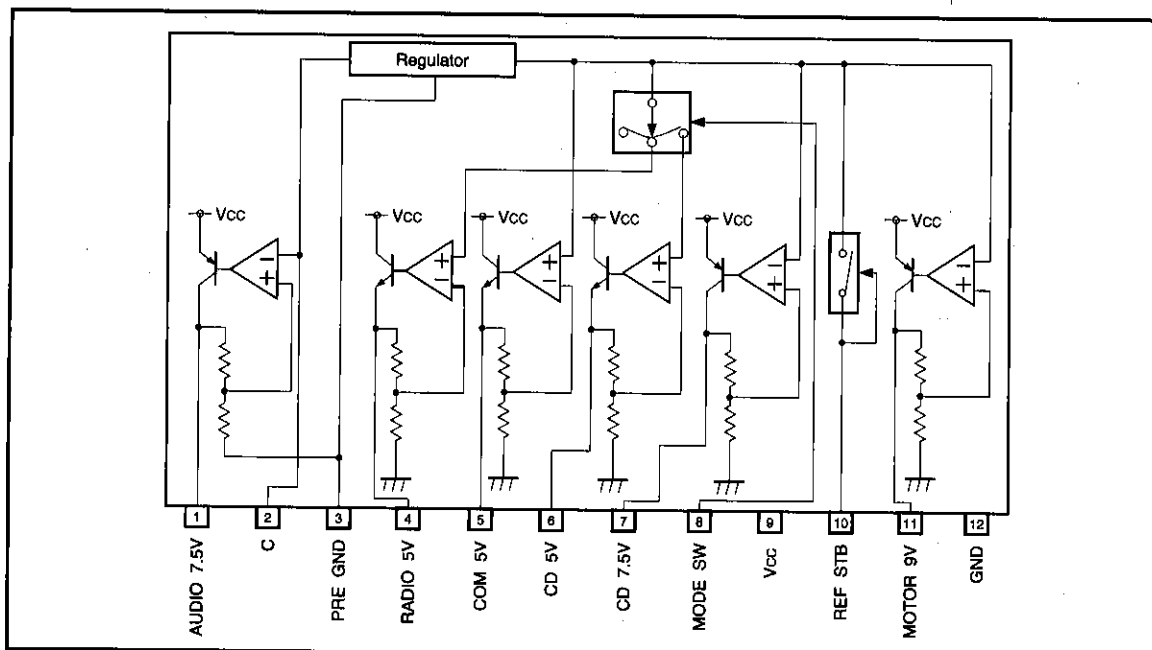 Regulator
Vcc
Vcc
Vcc
Vcc
Vcc
Vcc
−
+
+
−
+
−
+
−
−
+
−
+
1
2
3
4
5
6
7
8
9
10
11
12
AUDIO 7.5V
C
PRE GND
RADIO 5V
COM 5V
CD 5V
CD 7.5V
MODE SW
Vcc
REF STB
MOTOR 9V
GND